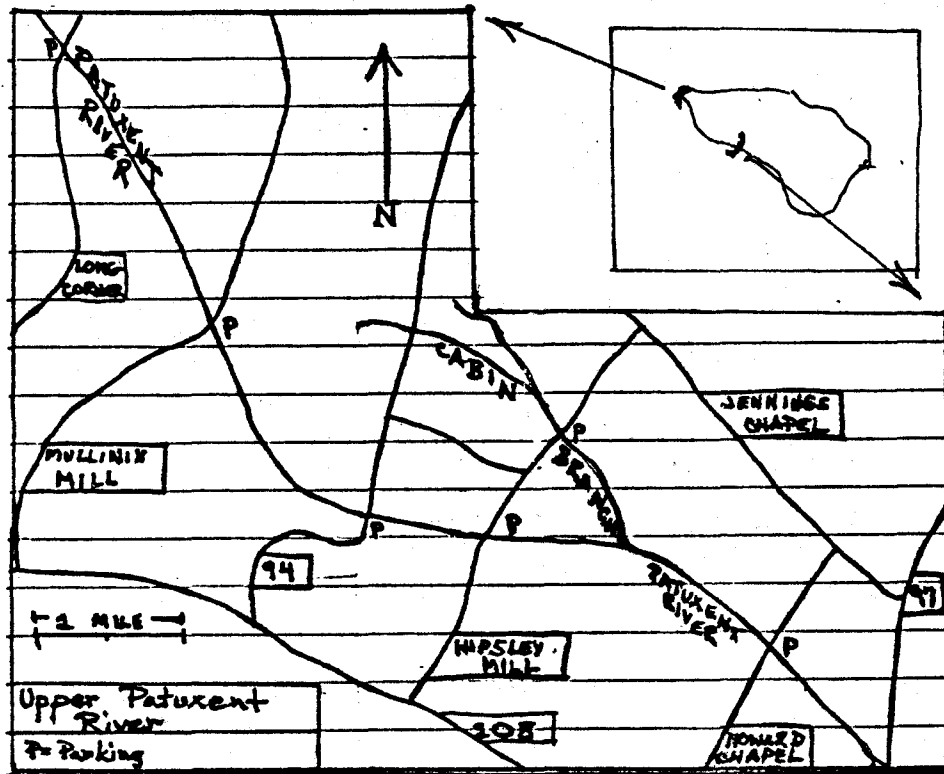 P
PATUXENT
RIVER
N
LONG
CORNER
P
CABIN
JENNINGS
CHAPEL
P
BRANCH
MULLINIX
MILL
P
P
94
97
PATUXENT
RIVER
1 MILE
HIPSLEY
MILL
P
Upper Patuxent
River
P= Parking
108
HOWARD
CHAPEL